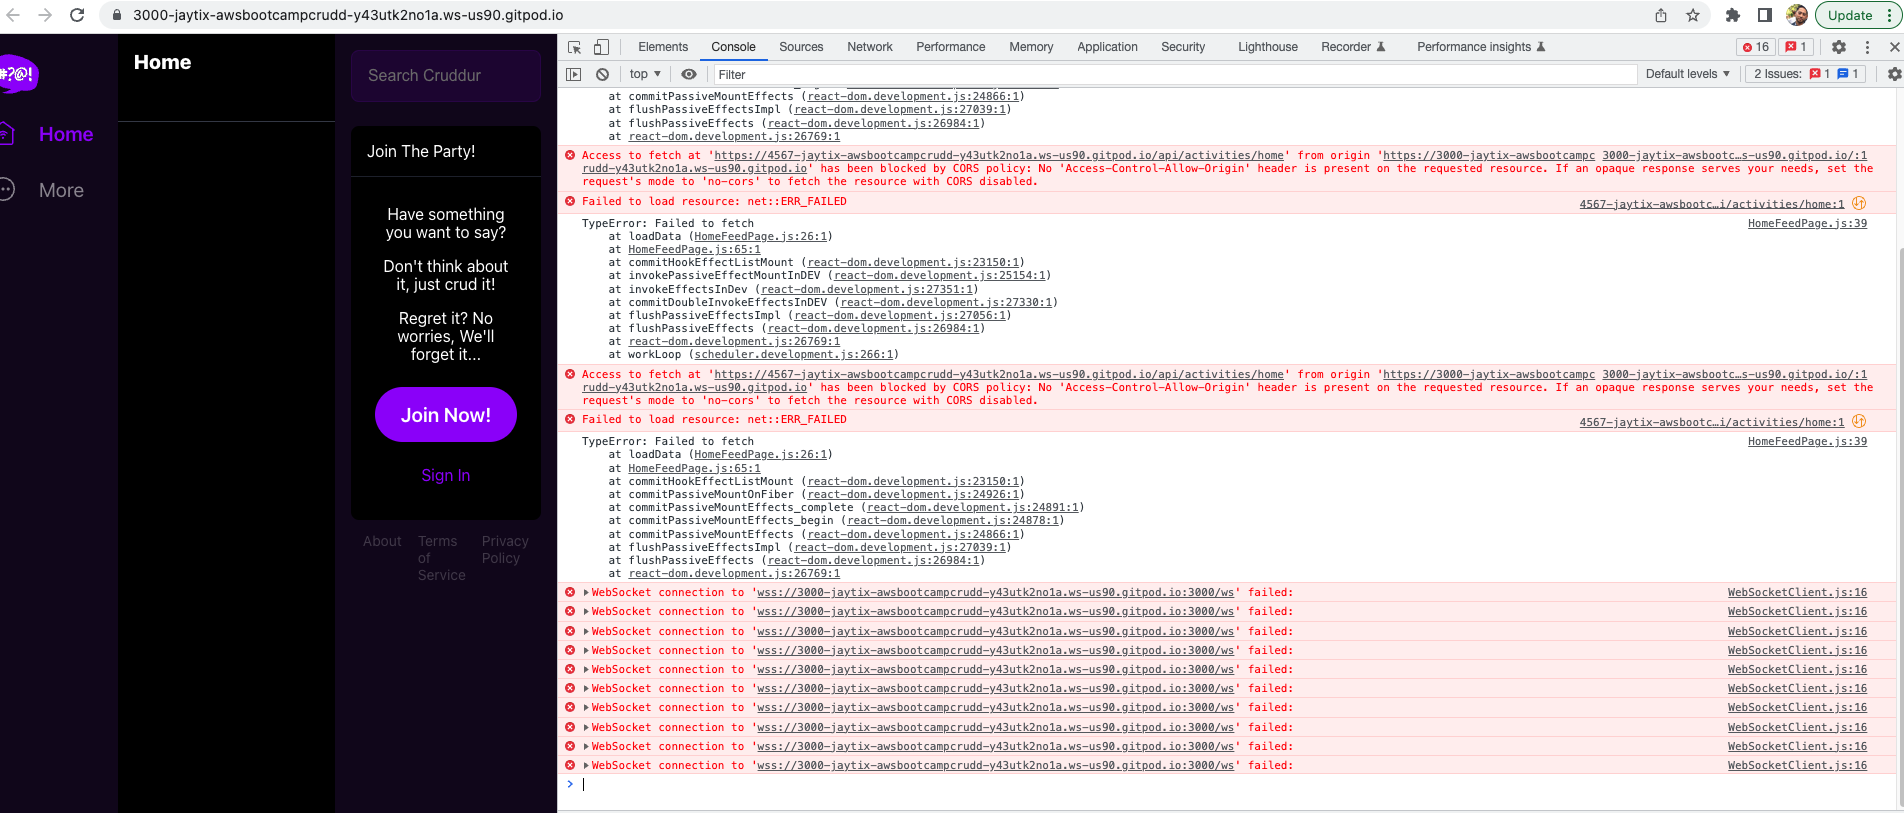 3000-jaytix-awsbootcampcrudd-y43utk2no1a.ws-us90.gitpod.io
Update
#?@!
Home
More
Home
Search Cruddur
Join The Party!
Have something
you want to say?
Don't think about
it, just crud it!
Regret it? No
worries, We'll
forget it...
Join Now!
Sign In
About
Terms
of
Service
Privacy
Policy
Elements Console Sources Network Performance Memory Application Security Lighthouse Recorder Performance insights 16 1
top Filter Default levels 2 Issues: 1 1
at commitPassiveMountEffects (react-dom.development.js:24866:1)
at flushPassiveEffectsImpl (react-dom.development.js:27039:1)
at flushPassiveEffects (react-dom.development.js:26984:1)
at react-dom.development.js:26769:1
Access to fetch at 'https://4567-jaytix-awsbootcampcrudd-y43utk2no1a.ws-us90.gitpod.io/api/activities/home' from origin 'https://3000-jaytix-awsbootcampc 3000-jaytix-awsbootc…s-us90.gitpod.io/:1
rudd-y43utk2no1a.ws-us90.gitpod.io' has been blocked by CORS policy: No 'Access-Control-Allow-Origin' header is present on the requested resource. If an opaque response serves your needs, set the
request's mode to 'no-cors' to fetch the resource with CORS disabled.
Failed to load resource: net::ERR_FAILED 4567-jaytix-awsbootc…i/activities/home:1
TypeError: Failed to fetch HomeFeedPage.js:39
at loadData (HomeFeedPage.js:26:1)
at HomeFeedPage.js:65:1
at commitHookEffectListMount (react-dom.development.js:23150:1)
at invokePassiveEffectMountInDEV (react-dom.development.js:25154:1)
at invokeEffectsInDev (react-dom.development.js:27351:1)
at commitDoubleInvokeEffectsInDEV (react-dom.development.js:27330:1)
at flushPassiveEffectsImpl (react-dom.development.js:27056:1)
at flushPassiveEffects (react-dom.development.js:26984:1)
at react-dom.development.js:26769:1
at workLoop (scheduler.development.js:266:1)
Access to fetch at 'https://4567-jaytix-awsbootcampcrudd-y43utk2no1a.ws-us90.gitpod.io/api/activities/home' from origin 'https://3000-jaytix-awsbootcampc 3000-jaytix-awsbootc…s-us90.gitpod.io/:1
rudd-y43utk2no1a.ws-us90.gitpod.io' has been blocked by CORS policy: No 'Access-Control-Allow-Origin' header is present on the requested resource. If an opaque response serves your needs, set the
request's mode to 'no-cors' to fetch the resource with CORS disabled.
Failed to load resource: net::ERR_FAILED 4567-jaytix-awsbootc…i/activities/home:1
TypeError: Failed to fetch HomeFeedPage.js:39
at loadData (HomeFeedPage.js:26:1)
at HomeFeedPage.js:65:1
at commitHookEffectListMount (react-dom.development.js:23150:1)
at commitPassiveMountOnFiber (react-dom.development.js:24926:1)
at commitPassiveMountEffects_complete (react-dom.development.js:24891:1)
at commitPassiveMountEffects_begin (react-dom.development.js:24878:1)
at commitPassiveMountEffects (react-dom.development.js:24866:1)
at flushPassiveEffectsImpl (react-dom.development.js:27039:1)
at flushPassiveEffects (react-dom.development.js:26984:1)
at react-dom.development.js:26769:1
WebSocket connection to 'wss://3000-jaytix-awsbootcampcrudd-y43utk2no1a.ws-us90.gitpod.io:3000/ws' failed: WebSocketClient.js:16
WebSocket connection to 'wss://3000-jaytix-awsbootcampcrudd-y43utk2no1a.ws-us90.gitpod.io:3000/ws' failed: WebSocketClient.js:16
WebSocket connection to 'wss://3000-jaytix-awsbootcampcrudd-y43utk2no1a.ws-us90.gitpod.io:3000/ws' failed: WebSocketClient.js:16
WebSocket connection to 'wss://3000-jaytix-awsbootcampcrudd-y43utk2no1a.ws-us90.gitpod.io:3000/ws' failed: WebSocketClient.js:16
WebSocket connection to 'wss://3000-jaytix-awsbootcampcrudd-y43utk2no1a.ws-us90.gitpod.io:3000/ws' failed: WebSocketClient.js:16
WebSocket connection to 'wss://3000-jaytix-awsbootcampcrudd-y43utk2no1a.ws-us90.gitpod.io:3000/ws' failed: WebSocketClient.js:16
WebSocket connection to 'wss://3000-jaytix-awsbootcampcrudd-y43utk2no1a.ws-us90.gitpod.io:3000/ws' failed: WebSocketClient.js:16
WebSocket connection to 'wss://3000-jaytix-awsbootcampcrudd-y43utk2no1a.ws-us90.gitpod.io:3000/ws' failed: WebSocketClient.js:16
WebSocket connection to 'wss://3000-jaytix-awsbootcampcrudd-y43utk2no1a.ws-us90.gitpod.io:3000/ws' failed: WebSocketClient.js:16
WebSocket connection to 'wss://3000-jaytix-awsbootcampcrudd-y43utk2no1a.ws-us90.gitpod.io:3000/ws' failed: WebSocketClient.js:16